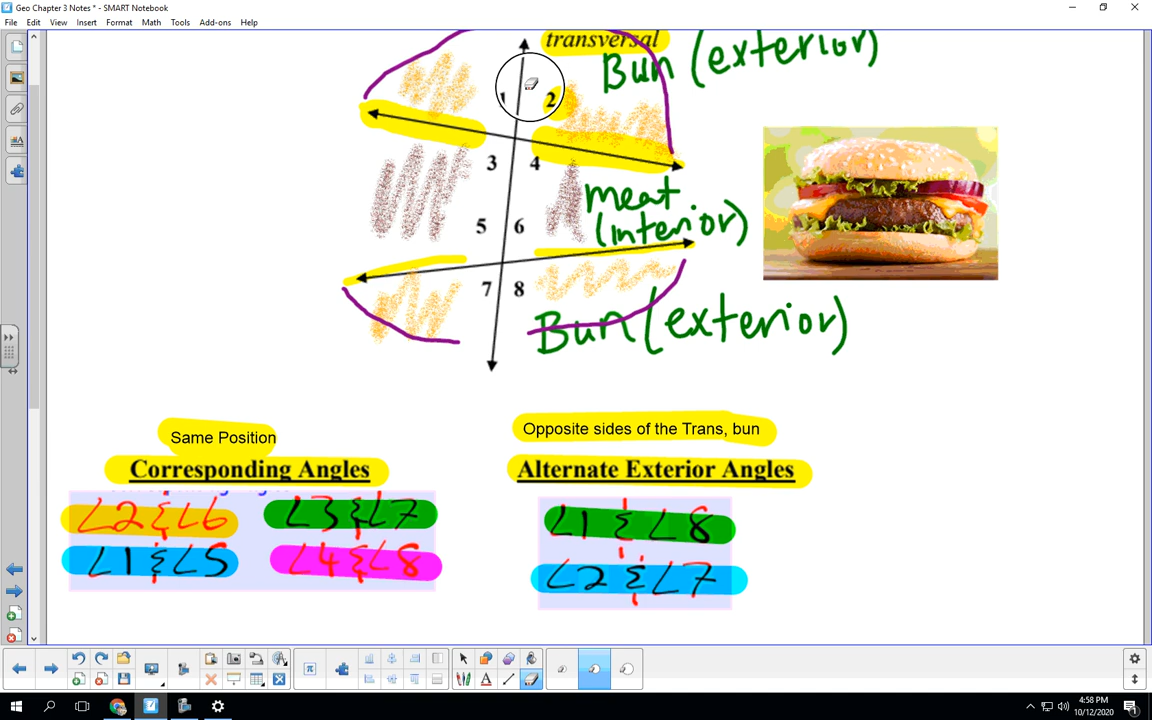 Geo Chapter 3 Notes * - SMART Notebook
File Edit View Insert Format Math Tools Add-ons Help
transversal
Bun (exterior)
1 2
3 4
meat
(interior)
5 6
7 8
Bun (exterior)
Same Position
Opposite sides of the Trans, bun
Corresponding Angles
Alternate Exterior Angles
∠2 & ∠6 ∠3 & ∠7
∠1 & ∠8
∠1 & ∠5 ∠4 & ∠8
∠2 & ∠7
4:58 PM
10/12/2020